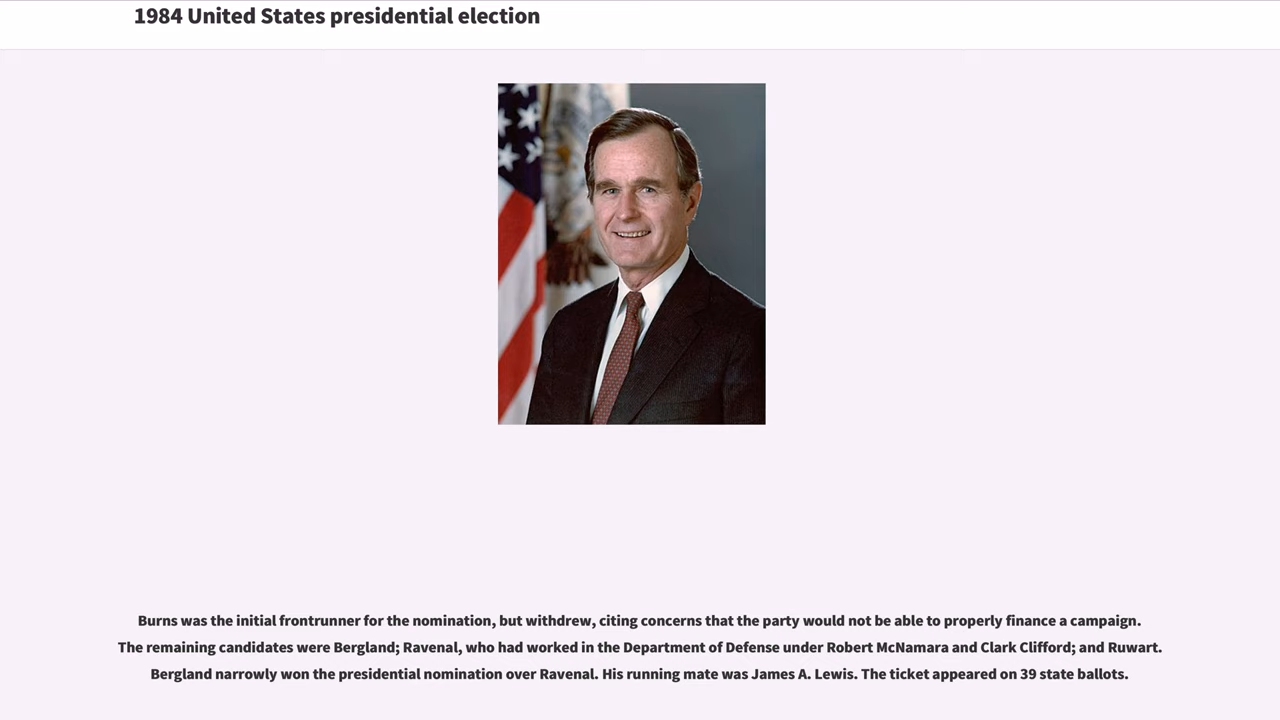 1984 United States presidential election
Burns was the initial frontrunner for the nomination, but withdrew, citing concerns that the party would not be able to properly finance a campaign.
The remaining candidates were Bergland; Ravenal, who had worked in the Department of Defense under Robert McNamara and Clark Clifford; and Ruwart.
Bergland narrowly won the presidential nomination over Ravenal. His running mate was James A. Lewis. The ticket appeared on 39 state ballots.